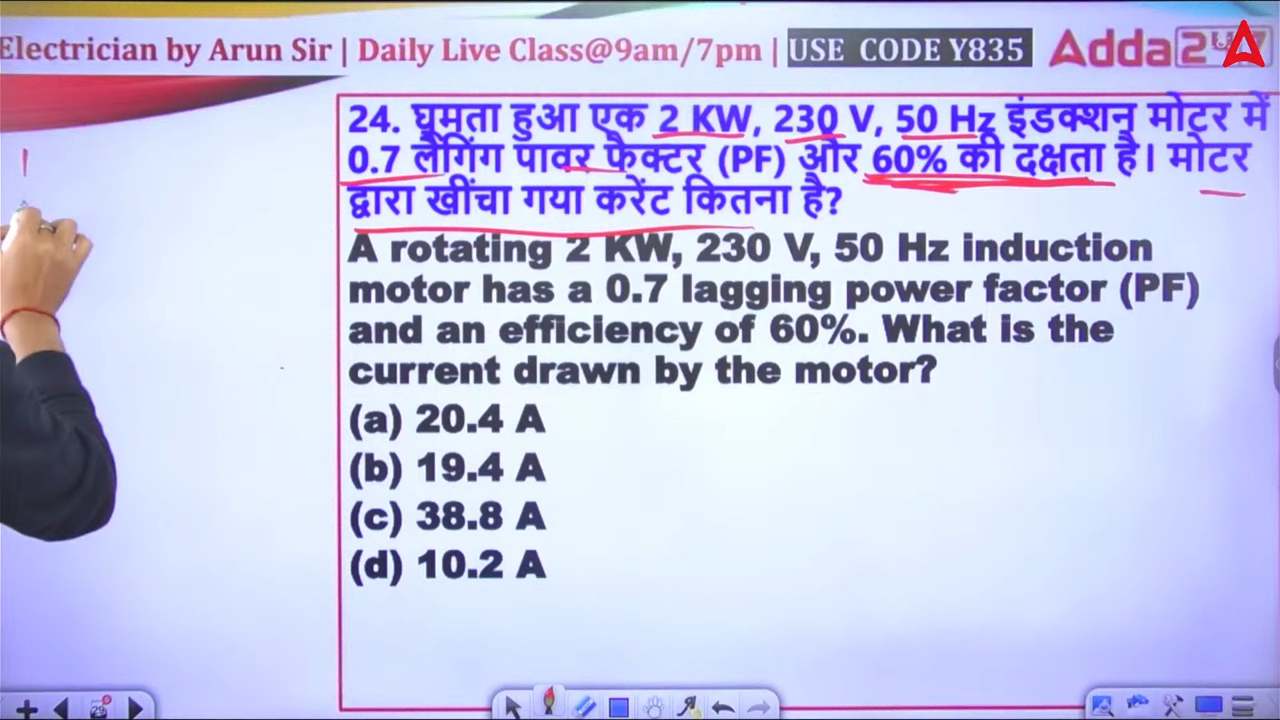 Electrician by Arun Sir | Daily Live Class@9am/7pm | USE CODE Y835
Adda247
24. घूमता हुआ एक 2 KW, 230 V, 50 Hz इंडक्शन मोटर में
0.7 लैगिंग पावर फैक्टर (PF) और 60% की दक्षता है। मोटर
द्वारा खींचा गया करेंट कितना है?
A rotating 2 KW, 230 V, 50 Hz induction
motor has a 0.7 lagging power factor (PF)
and an efficiency of 60%. What is the
current drawn by the motor?
(a) 20.4 A
(b) 19.4 A
(c) 38.8 A
(d) 10.2 A